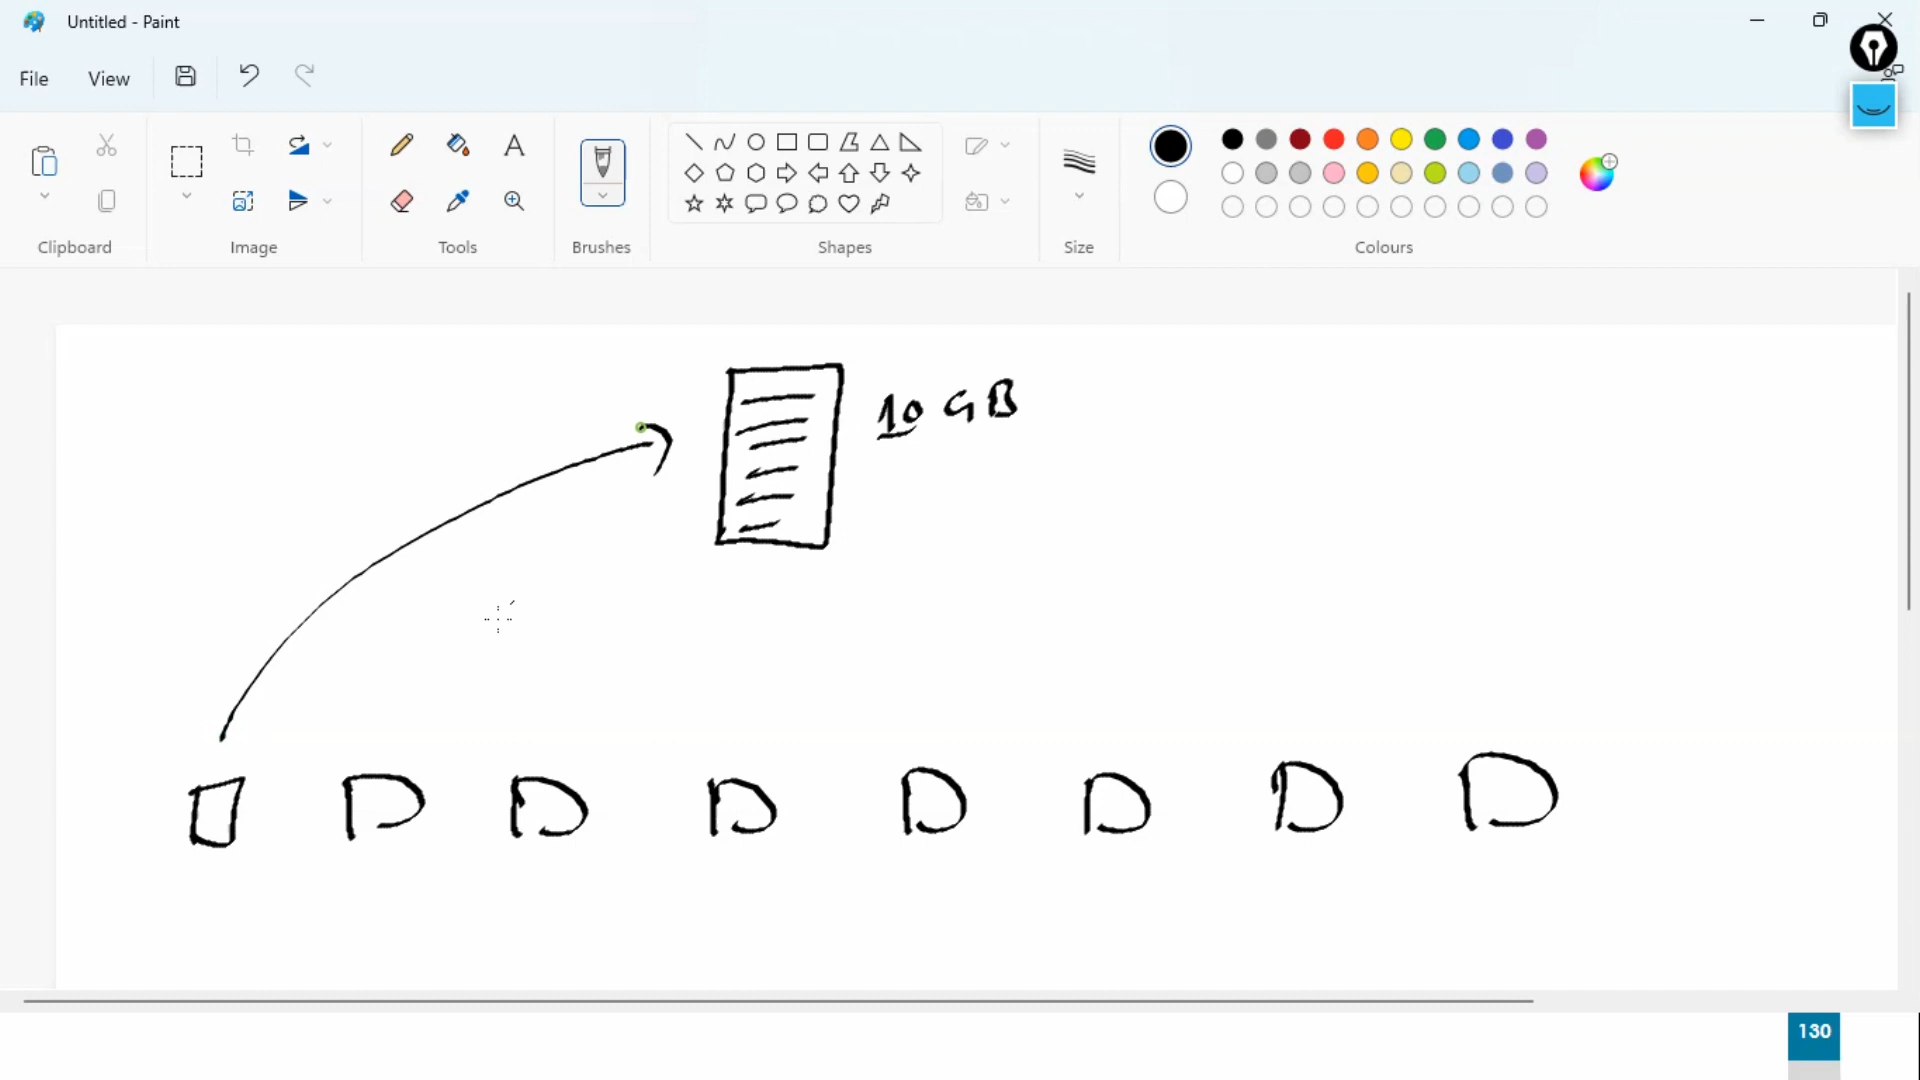 Untitled - Paint
File View
Clipboard
Image
Tools
Brushes
Shapes
Size
Colours
10 GB
D D D D D D D
130